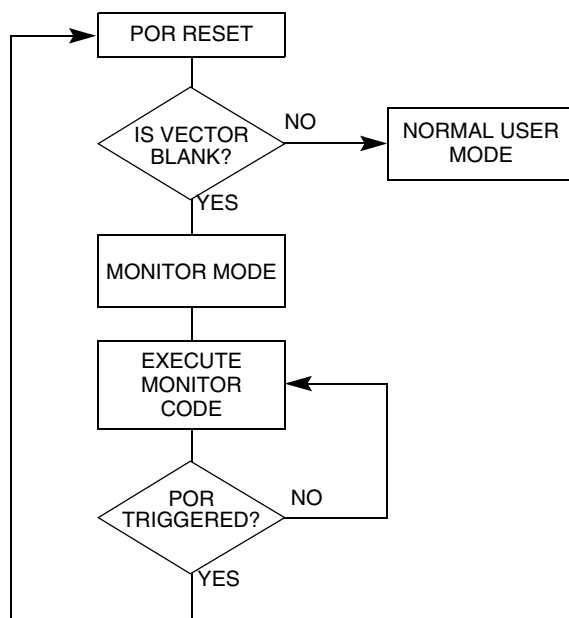 POR RESET
IS VECTOR
BLANK?
NO
NORMAL USER
MODE
YES
MONITOR MODE
EXECUTE
MONITOR
CODE
POR
TRIGGERED?
NO
YES